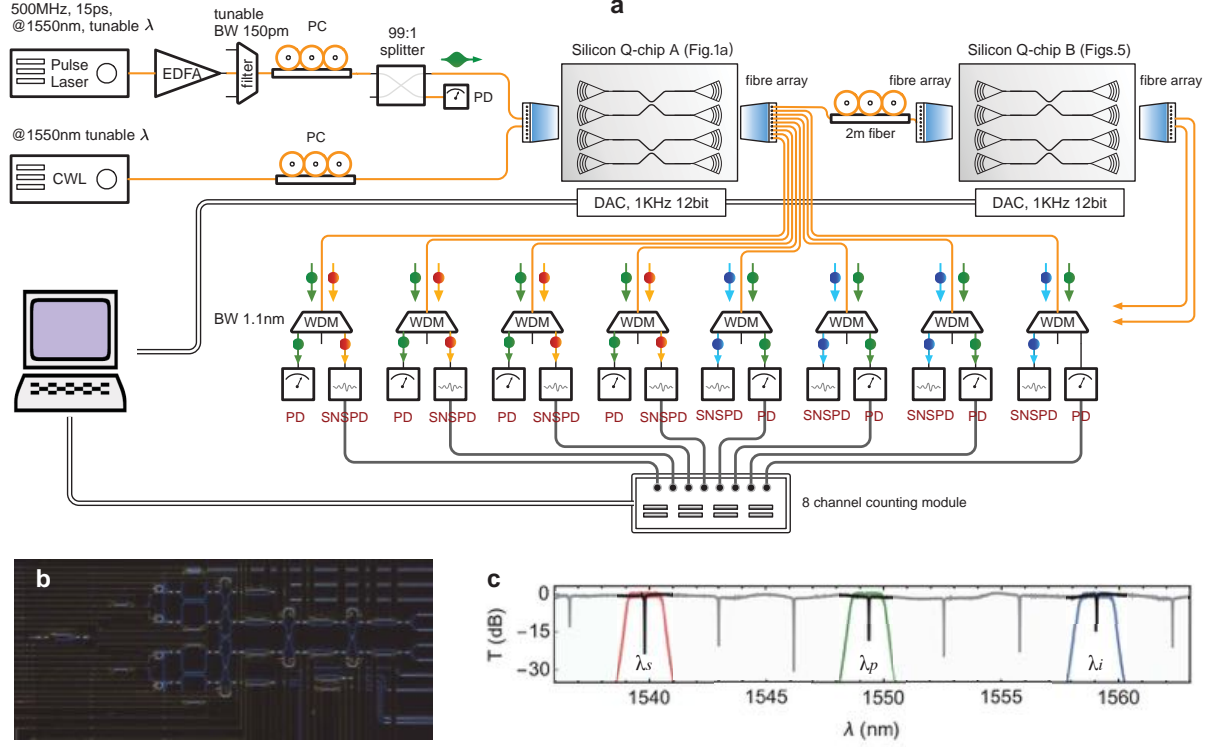 a
500MHz, 15ps,
@1550nm, tunable λ
Pulse
Laser
EDFA
tunable
BW 150pm
filter
PC
99:1
splitter
PD
Silicon Q-chip A (Fig.1a)
fibre array
fibre array
2m fiber
Silicon Q-chip B (Figs.5)
fibre array
@1550nm tunable λ
CWL
PC
DAC, 1KHz 12bit
DAC, 1KHz 12bit
BW 1.1nm
WDM WDM WDM WDM WDM WDM WDM WDM
PD SNSPD PD SNSPD PD SNSPD PD SNSPD SNSPD PD SNSPD PD SNSPD PD SNSPD PD
8 channel counting module
b
c
T (dB)
0
−15
−30
λs
λp
λi
1540 1545 1550 1555 1560
λ (nm)